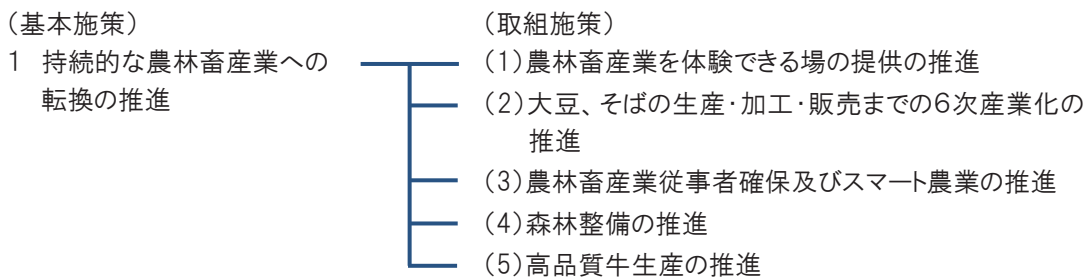 （基本施策）
1 持続的な農林畜産業への
転換の推進
（取組施策）
（1）農林畜産業を体験できる場の提供の推進
（2）大豆、そばの生産・加工・販売までの６次産業化の
推進
（3）農林畜産業従事者確保及びスマート農業の推進
（4）森林整備の推進
（5）高品質牛生産の推進